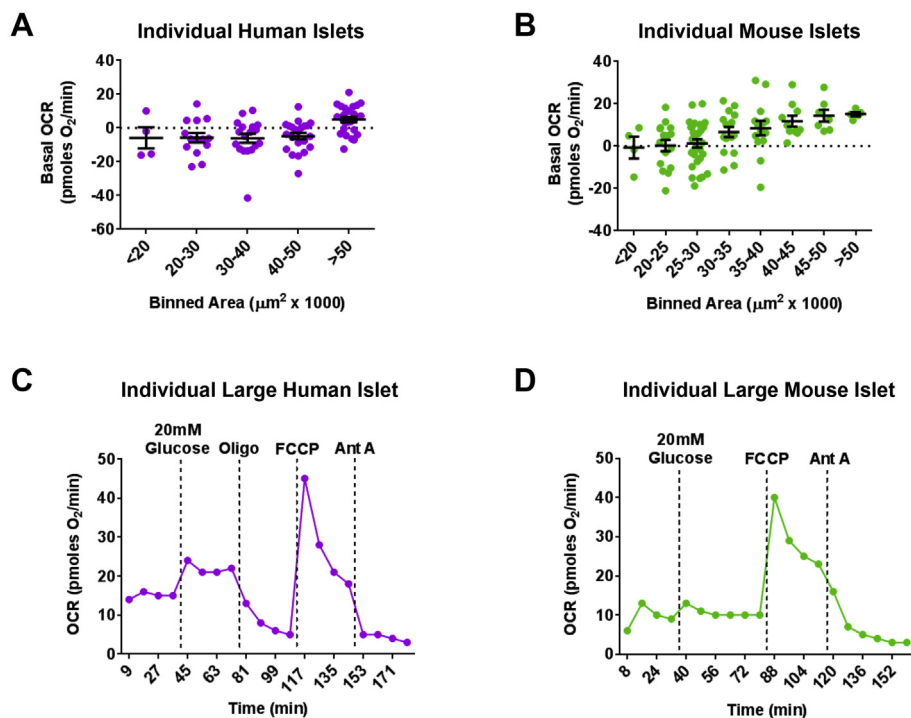 A
Individual Human Islets
Basal OCR
(pmoles O₂/min)
40
20
0
-20
-40
-60
<20
20-30
30-40
40-50
>50
Binned Area (μm² x 1000)
B
Individual Mouse Islets
Basal OCR
(pmoles O₂/min)
40
20
0
-20
-40
<20
20-25
25-30
30-35
35-40
40-45
45-50
>50
Binned Area (μm² x 1000)
C
Individual Large Human Islet
20mM
Glucose Oligo FCCP Ant A
OCR (pmoles O₂/min)
50
40
30
20
10
0
9
27
45
63
81
99
117
135
153
171
Time (min)
D
Individual Large Mouse Islet
20mM
Glucose FCCP Ant A
OCR (pmoles O₂/min)
50
40
30
20
10
0
8
24
40
56
72
88
104
120
136
152
Time (min)